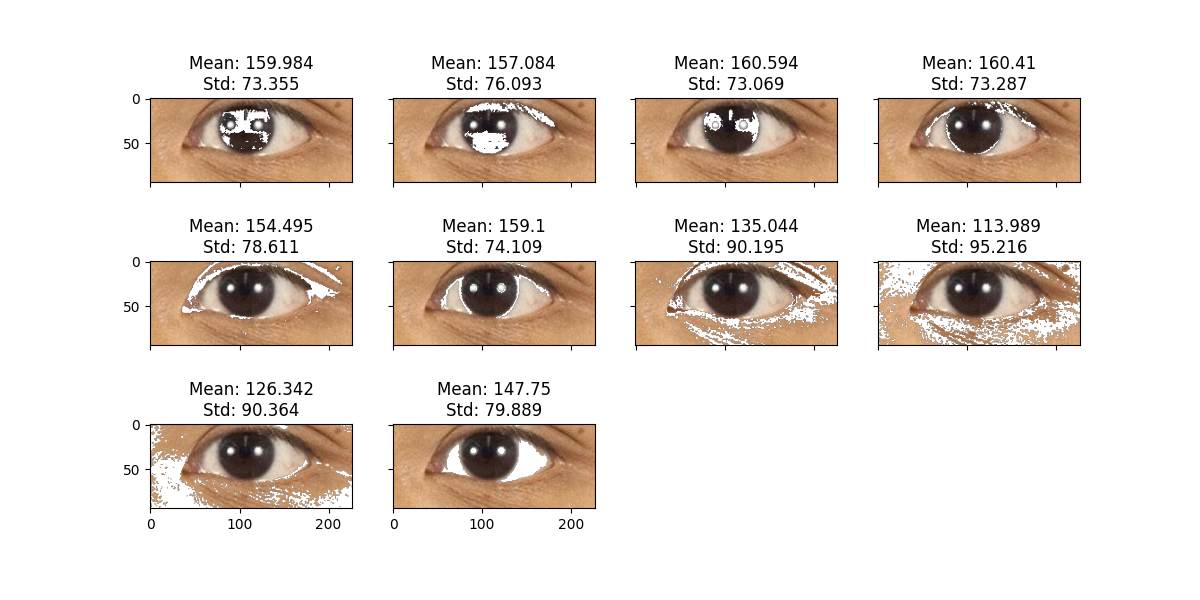 Mean: 159.984
Std: 73.355
Mean: 157.084
Std: 76.093
Mean: 160.594
Std: 73.069
Mean: 160.41
Std: 73.287
0
50
Mean: 154.495
Std: 78.611
Mean: 159.1
Std: 74.109
Mean: 135.044
Std: 90.195
Mean: 113.989
Std: 95.216
0
50
Mean: 126.342
Std: 90.364
Mean: 147.75
Std: 79.889
0
50
0 100 200
0 100 200